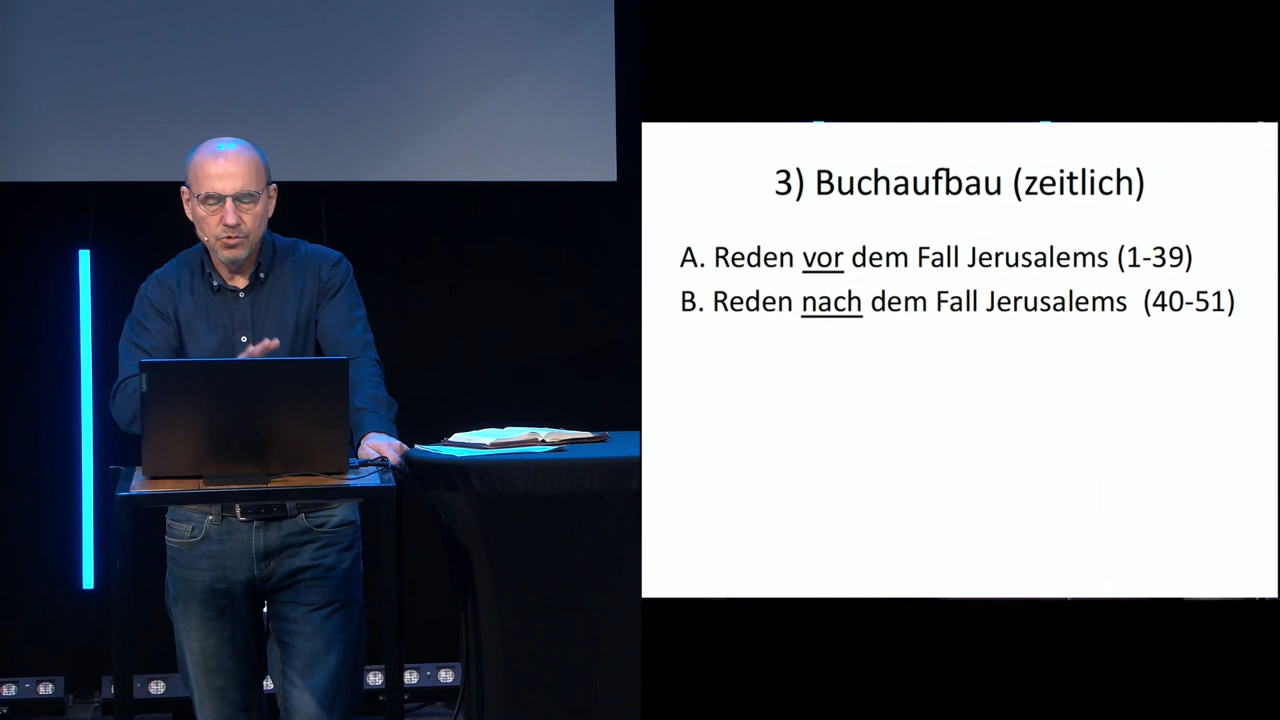 3) Buchaufbau (zeitlich)
A. Reden vor dem Fall Jerusalems (1-39)
B. Reden nach dem Fall Jerusalems (40-51)